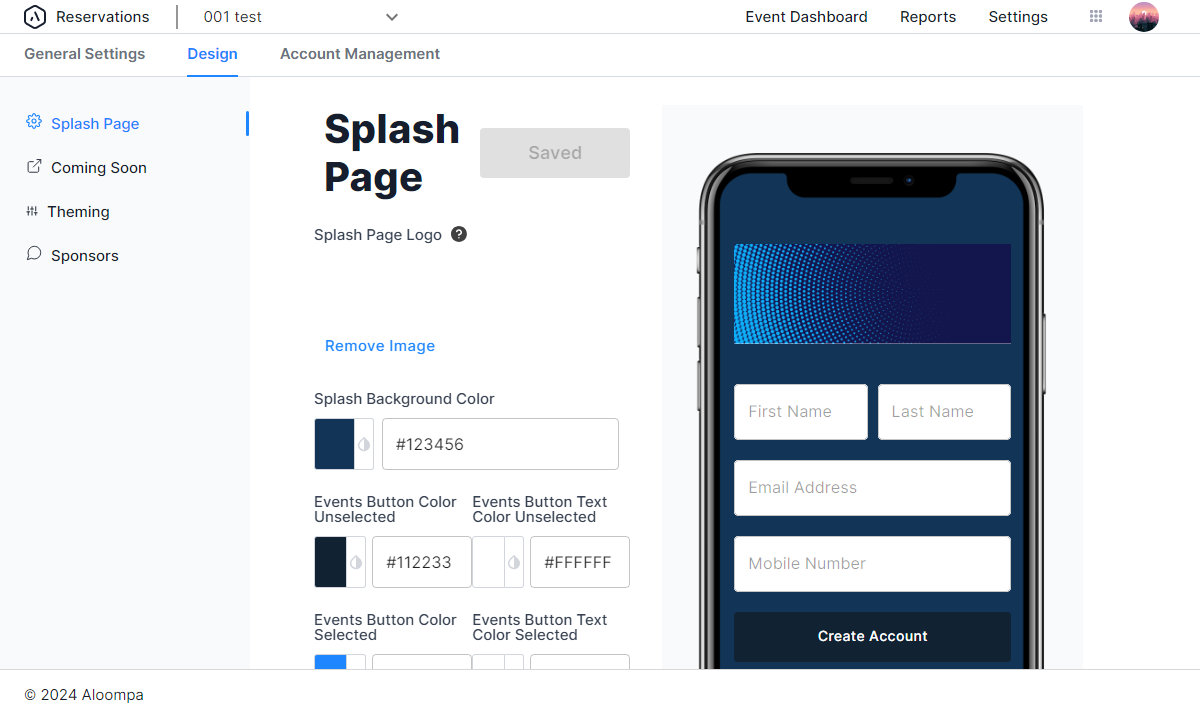 Reservations
001 test
Event Dashboard
Reports
Settings
General Settings
Design
Account Management
Splash Page
Coming Soon
Theming
Sponsors
Splash
Page
Saved
Splash Page Logo
?
Remove Image
Splash Background Color
#123456
Events Button Color
Unselected
Events Button Text
Color Unselected
#112233
#FFFFFF
Events Button Color
Selected
Events Button Text
Color Selected
First Name
Last Name
Email Address
Mobile Number
Create Account
© 2024 Aloompa